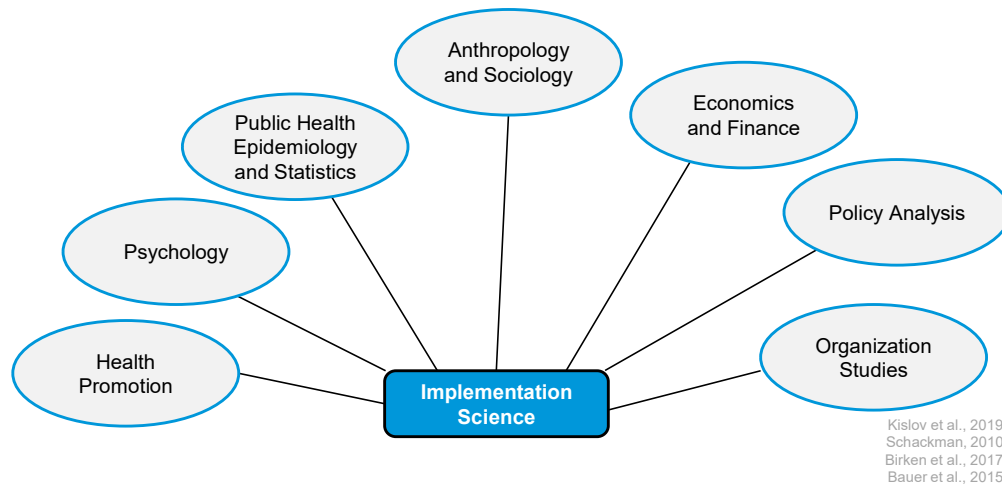 Anthropology
and Sociology
Economics
and Finance
Public Health
Epidemiology
and Statistics
Policy Analysis
Psychology
Organization
Studies
Health
Promotion
Implementation
Science
Kislov et al., 2019
Schackman, 2010
Birken et al., 2017
Bauer et al., 2015